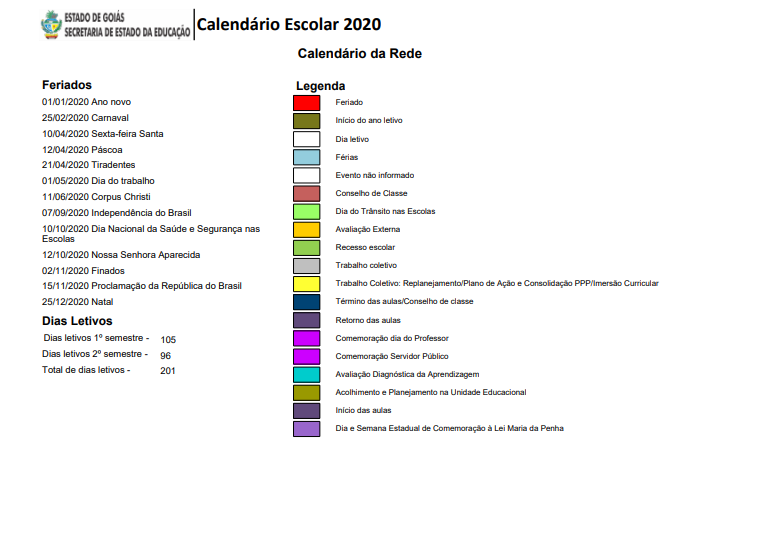 ESTADO DE GOIÁS
SECRETARIA DE ESTADO DA EDUCAÇÃO
Calendário Escolar 2020
Calendário da Rede
Feriados
01/01/2020 Ano novo
25/02/2020 Carnaval
10/04/2020 Sexta-feira Santa
12/04/2020 Páscoa
21/04/2020 Tiradentes
01/05/2020 Dia do trabalho
11/06/2020 Corpus Christi
07/09/2020 Independência do Brasil
10/10/2020 Dia Nacional da Saúde e Segurança nas
Escolas
12/10/2020 Nossa Senhora Aparecida
02/11/2020 Finados
15/11/2020 Proclamação da República do Brasil
25/12/2020 Natal
Dias Letivos
Dias letivos 1º semestre - 105
Dias letivos 2º semestre - 96
Total de dias letivos - 201
Legenda
Feriado
Início do ano letivo
Dia letivo
Férias
Evento não informado
Conselho de Classe
Dia do Trânsito nas Escolas
Avaliação Externa
Recesso escolar
Trabalho coletivo
Trabalho Coletivo: Replanejamento/Plano de Ação e Consolidação PPP/Imersão Curricular
Término das aulas/Conselho de classe
Retorno das aulas
Comemoração dia do Professor
Comemoração Servidor Público
Avaliação Diagnóstica da Aprendizagem
Acolhimento e Planejamento na Unidade Educacional
Início das aulas
Dia e Semana Estadual de Comemoração à Lei Maria da Penha